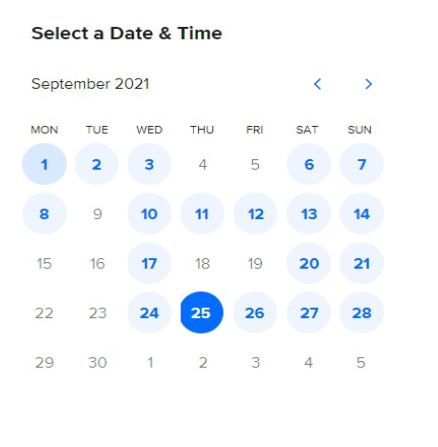 Select a Date & Time
September 2021
MON TUE WED THU FRI SAT SUN
1 2 3 4 5 6 7
8 9 10 11 12 13 14
15 16 17 18 19 20 21
22 23 24 25 26 27 28
29 30 1 2 3 4 5